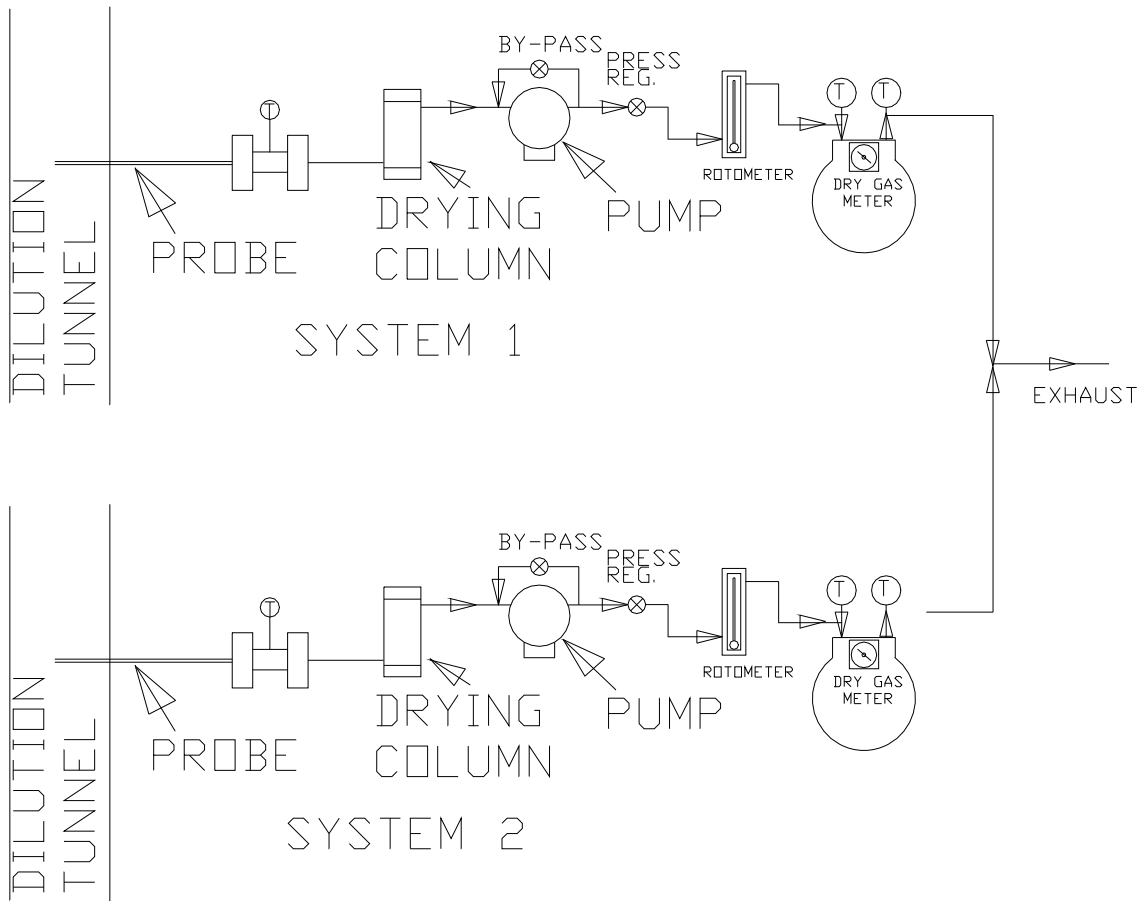 BY-PASS
PRESS
REG.
T
T
T
ROTOMETER
DRY GAS
METER
DILUTION
TUNNEL
PROBE
DRYING
COLUMN
PUMP
SYSTEM 1
EXHAUST
BY-PASS
PRESS
REG.
T
T
T
ROTOMETER
DRY GAS
METER
DILUTION
TUNNEL
PROBE
DRYING
COLUMN
PUMP
SYSTEM 2